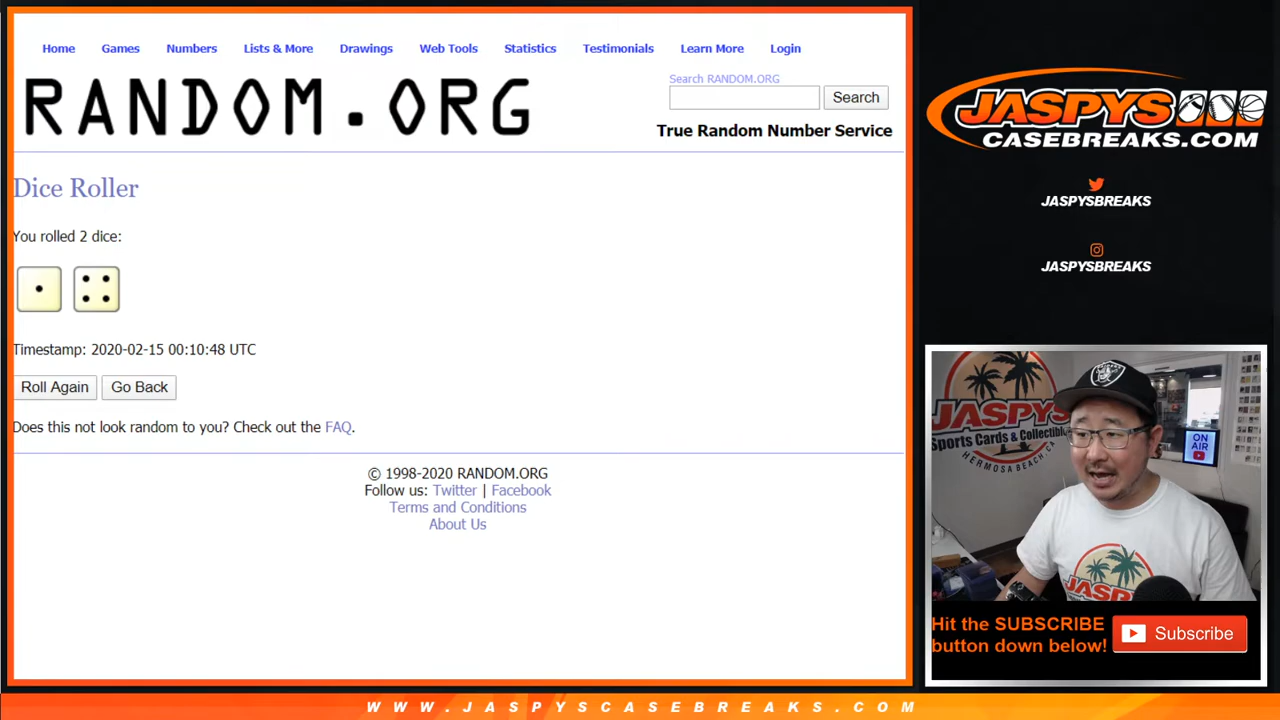 Home Games Numbers Lists & More Drawings Web Tools Statistics Testimonials Learn More Login
RANDOM.ORG
Search RANDOM.ORG
Search
True Random Number Service
Dice Roller
You rolled 2 dice:
Timestamp: 2020-02-15 00:10:48 UTC
Roll Again Go Back
Does this not look random to you? Check out the FAQ.
© 1998-2020 RANDOM.ORG
Follow us: Twitter | Facebook
Terms and Conditions
About Us
JASPYS
CASEBREAKS.COM
JASPYSBREAKS
JASPYSBREAKS
JASPYS
Sports Cards & Collectibles
HERMOSA BEACH, CA
ON
AIR
JASPYS
Hit the SUBSCRIBE
button down below!
Subscribe
WWW.JASPYSCASEBREAKS.COM